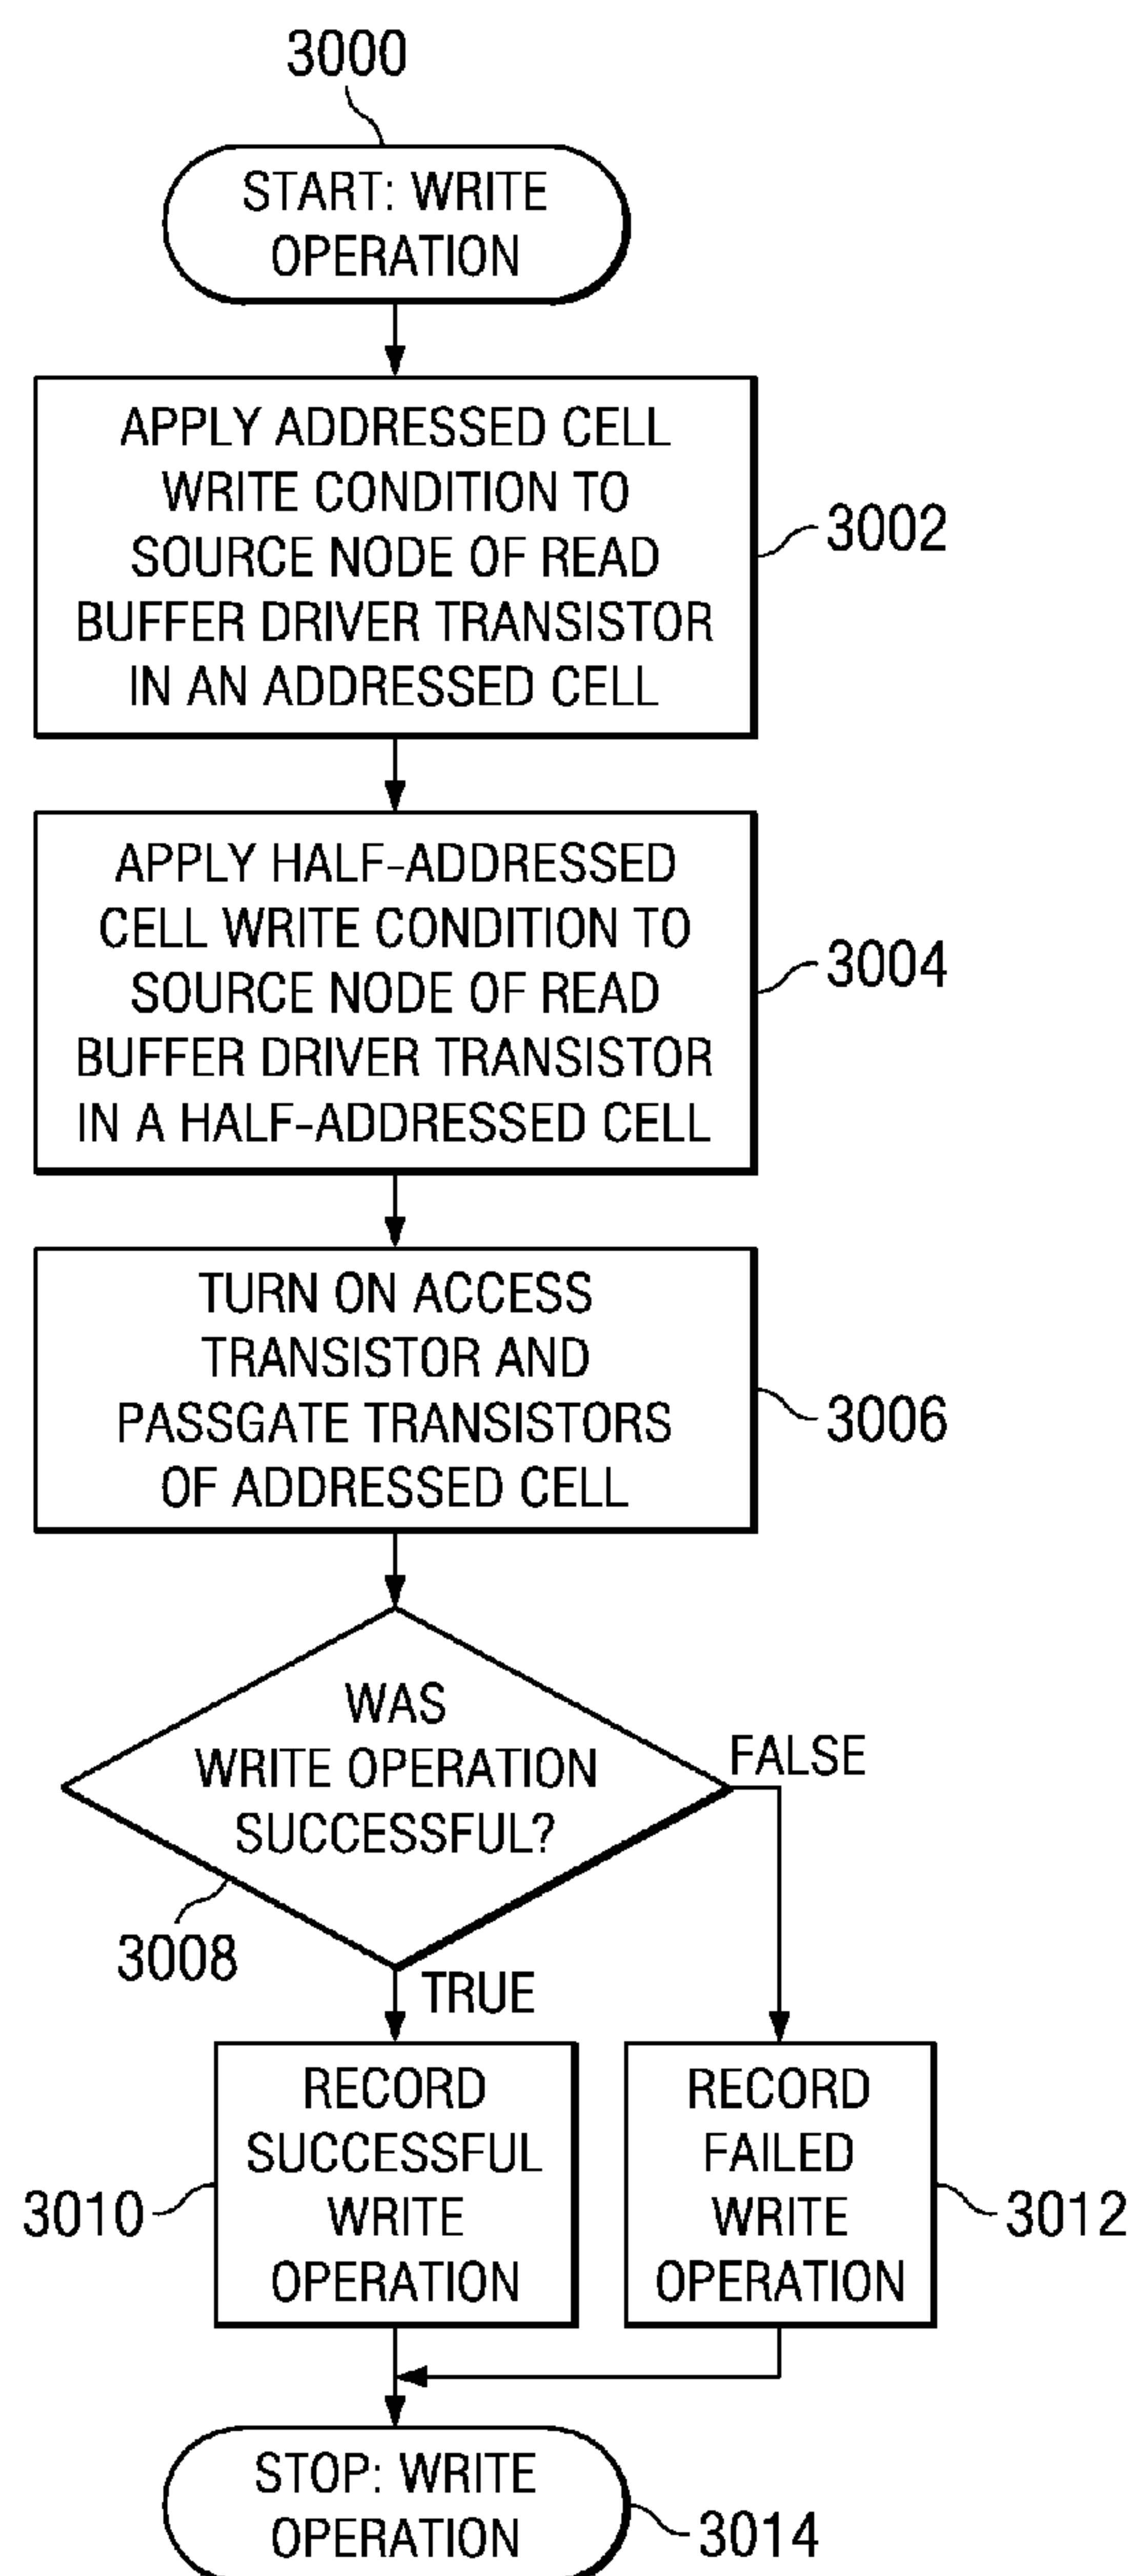 3000
START: WRITE
OPERATION
APPLY ADDRESSED CELL
WRITE CONDITION TO
SOURCE NODE OF READ
BUFFER DRIVER TRANSISTOR
IN AN ADDRESSED CELL
3002
APPLY HALF-ADDRESSED
CELL WRITE CONDITION TO
SOURCE NODE OF READ
BUFFER DRIVER TRANSISTOR
IN A HALF-ADDRESSED CELL
3004
TURN ON ACCESS
TRANSISTOR AND
PASSGATE TRANSISTORS
OF ADDRESSED CELL
3006
WAS
WRITE OPERATION
SUCCESSFUL?
FALSE
3008
TRUE
RECORD
SUCCESSFUL
WRITE
OPERATION
3010
RECORD
FAILED
WRITE
OPERATION
3012
STOP: WRITE
OPERATION
3014